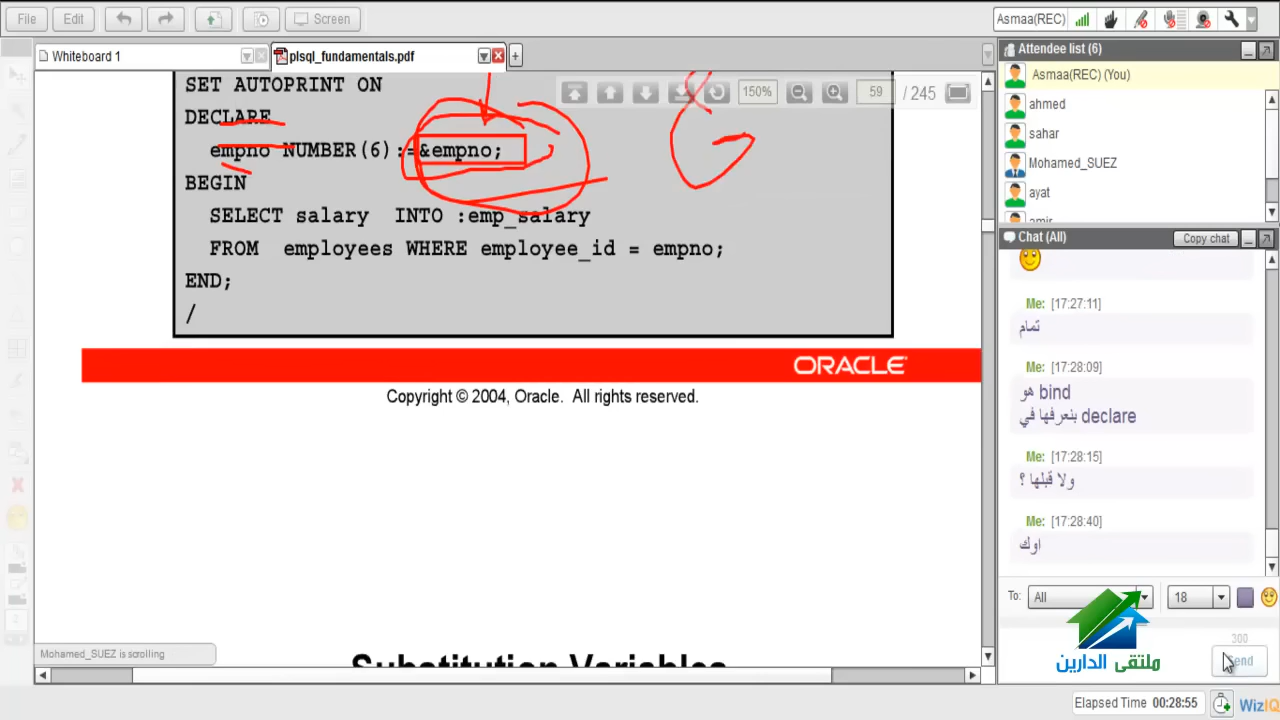 File
Edit
Screen
Asmaa(REC)
Whiteboard 1
plsql_fundamentals.pdf
Attendee list (6)
Asmaa(REC) (You)
ahmed
sahar
Mohamed_SUEZ
ayat
amir
150%
59
/ 245
SET AUTOPRINT ON
DECLARE
empno NUMBER(6):=&empno;
BEGIN
SELECT salary INTO :emp_salary
FROM employees WHERE employee_id = empno;
END;
/
ORACLE
Copyright © 2004, Oracle. All rights reserved.
Substitution Variables
Mohamed_SUEZ is scrolling
Chat (All)
Copy chat
Me: [17:27:11]
تمام
Me: [17:28:09]
هو bind
بنعرفها في declare
Me: [17:28:15]
ولا قبلها ؟
Me: [17:28:40]
اوك
To:
All
18
300
Send
ملتقى الدارين
Elapsed Time 00:28:55
WizIQ